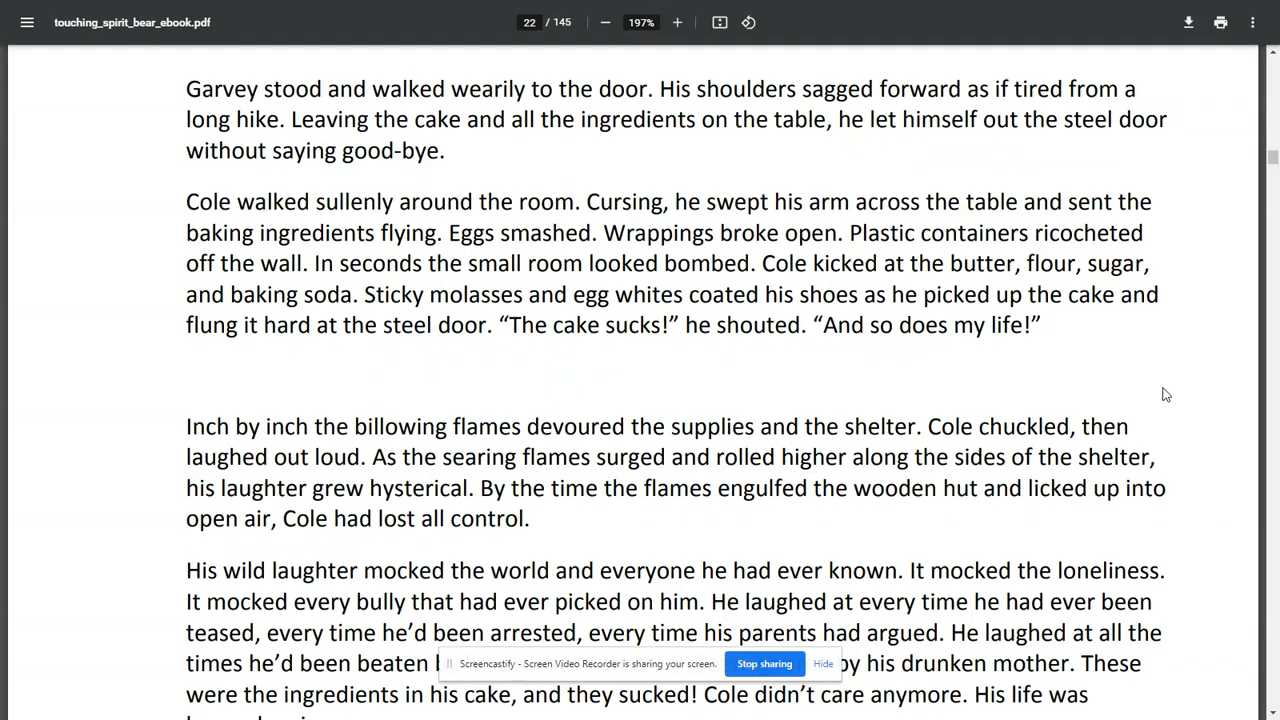 touching_spirit_bear_ebook.pdf
22 / 145
197%
Garvey stood and walked wearily to the door. His shoulders sagged forward as if tired from a
long hike. Leaving the cake and all the ingredients on the table, he let himself out the steel door
without saying good-bye.
Cole walked sullenly around the room. Cursing, he swept his arm across the table and sent the
baking ingredients flying. Eggs smashed. Wrappings broke open. Plastic containers ricocheted
off the wall. In seconds the small room looked bombed. Cole kicked at the butter, flour, sugar,
and baking soda. Sticky molasses and egg whites coated his shoes as he picked up the cake and
flung it hard at the steel door. “The cake sucks!” he shouted. “And so does my life!”
Inch by inch the billowing flames devoured the supplies and the shelter. Cole chuckled, then
laughed out loud. As the searing flames surged and rolled higher along the sides of the shelter,
his laughter grew hysterical. By the time the flames engulfed the wooden hut and licked up into
open air, Cole had lost all control.
His wild laughter mocked the world and everyone he had ever known. It mocked the loneliness.
It mocked every bully that had ever picked on him. He laughed at every time he had ever been
teased, every time he’d been arrested, every time his parents had argued. He laughed at all the
times he’d been beaten by his drunken mother. These
Screencastify - Screen Video Recorder is sharing your screen.
Stop sharing
Hide
were the ingredients in his cake, and they sucked! Cole didn’t care anymore. His life was